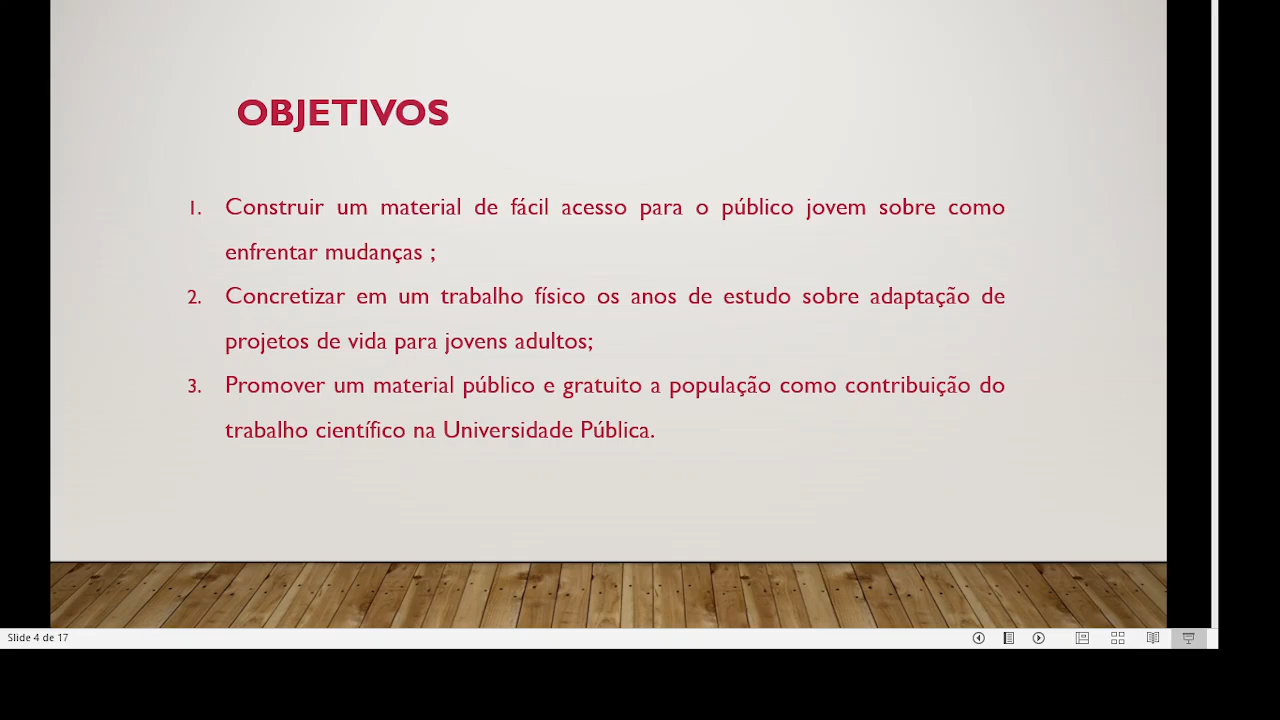 OBJETIVOS
1. Construir um material de fácil acesso para o público jovem sobre como
enfrentar mudanças ;
2. Concretizar em um trabalho físico os anos de estudo sobre adaptação de
projetos de vida para jovens adultos;
3. Promover um material público e gratuito a população como contribuição do
trabalho científico na Universidade Pública.
Slide 4 de 17